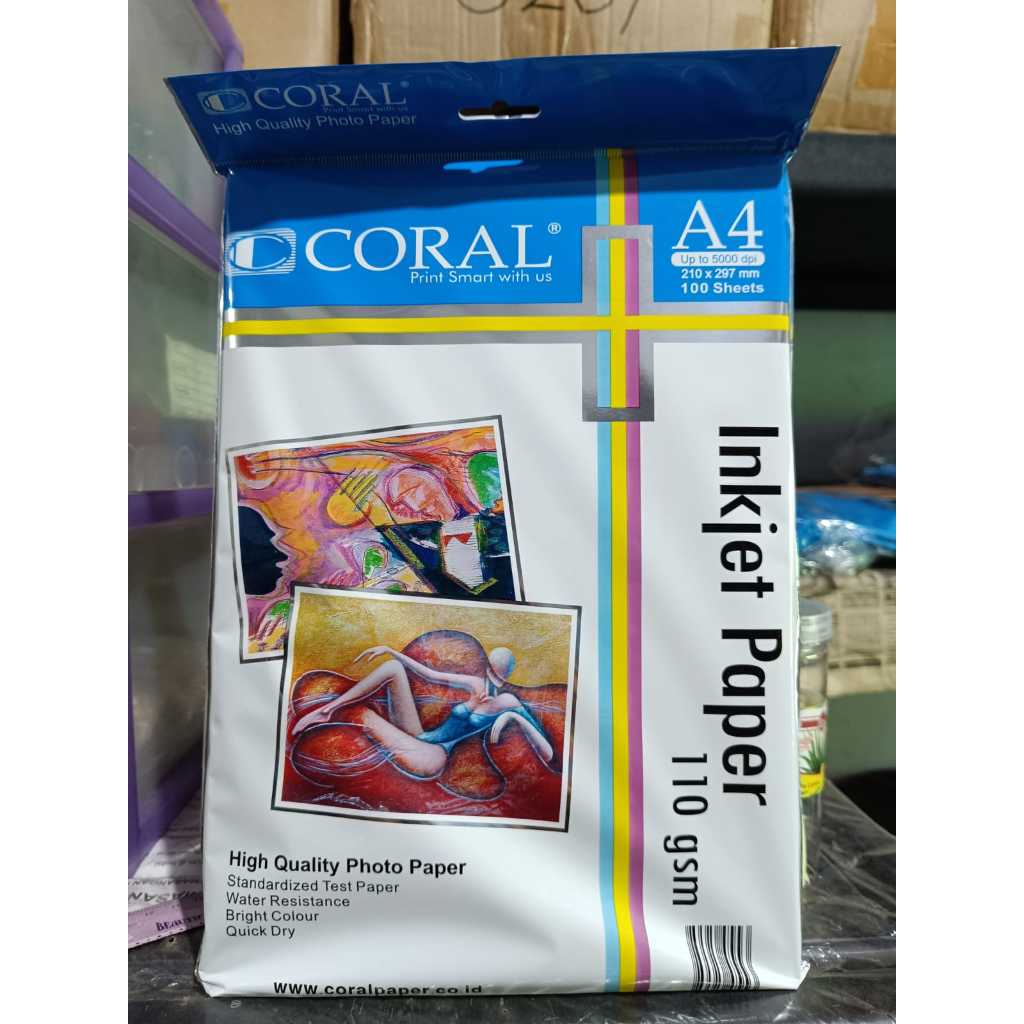 CORAL®
Print Smart with us
High Quality Photo Paper
CORAL®
Print Smart with us
A4
Up to 5000 dpi
210 x 297 mm
100 Sheets
Inkjet Paper
110 gsm
High Quality Photo Paper
Standardized Test Paper
Water Resistance
Bright Colour
Quick Dry
www.coralpaper.co.id